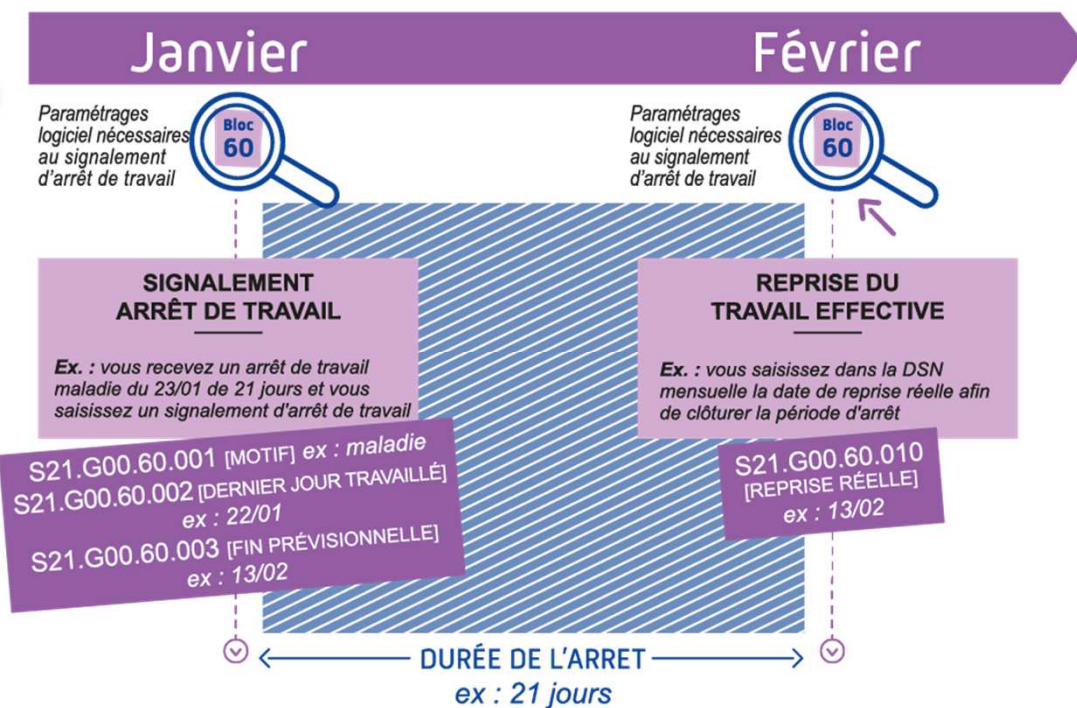 Janvier
Février
Paramétrages
logiciel nécessaires
au signalement
d'arrêt de travail
Bloc
60
Paramétrages
logiciel nécessaires
au signalement
d'arrêt de travail
Bloc
60
SIGNALEMENT
ARRÊT DE TRAVAIL
Ex. : vous recevez un arrêt de travail
maladie du 23/01 de 21 jours et vous
saisissez un signalement d'arrêt de travail
S21.G00.60.001 [MOTIF] ex : maladie
S21.G00.60.002 [DERNIER JOUR TRAVAILLÉ]
ex : 22/01
S21.G00.60.003 [FIN PRÉVISIONNELLE]
ex : 13/02
REPRISE DU
TRAVAIL EFFECTIVE
Ex. : vous saisissez dans la DSN
mensuelle la date de reprise réelle afin
de clôturer la période d'arrêt
S21.G00.60.010
[REPRISE RÉELLE]
ex : 13/02
DURÉE DE L'ARRET
ex : 21 jours